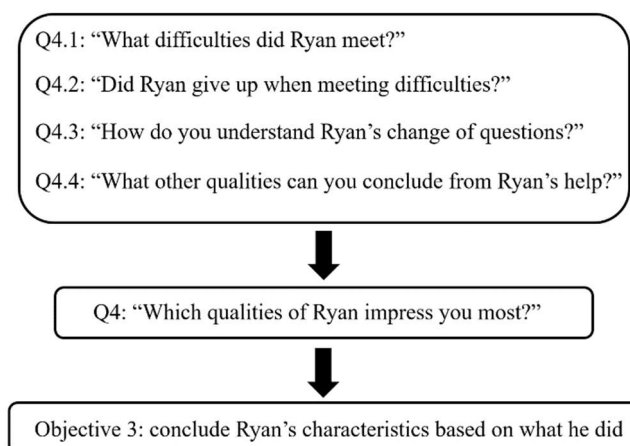 Q4.1: “What difficulties did Ryan meet?”
Q4.2: “Did Ryan give up when meeting difficulties?”
Q4.3: “How do you understand Ryan’s change of questions?”
Q4.4: “What other qualities can you conclude from Ryan’s help?”
Q4: “Which qualities of Ryan impress you most?”
Objective 3: conclude Ryan’s characteristics based on what he did